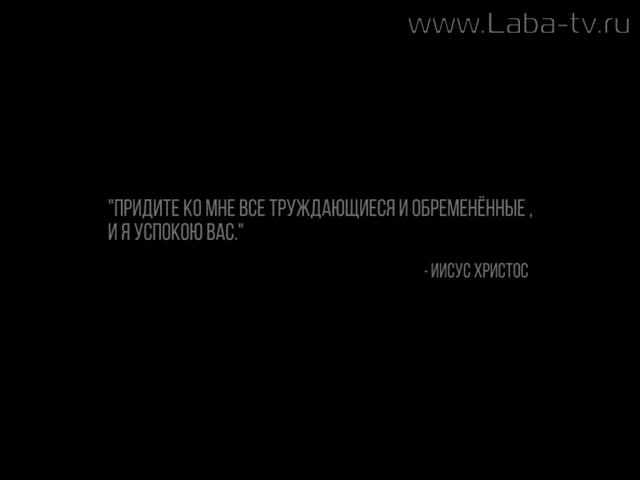 www.Laba-tv.ru
"ПРИДИТЕ КО МНЕ ВСЕ ТРУЖДАЮЩИЕСЯ И ОБРЕМЕНЁННЫЕ ,
И Я УСПОКОЮ ВАС."
- ИИСУС ХРИСТОС